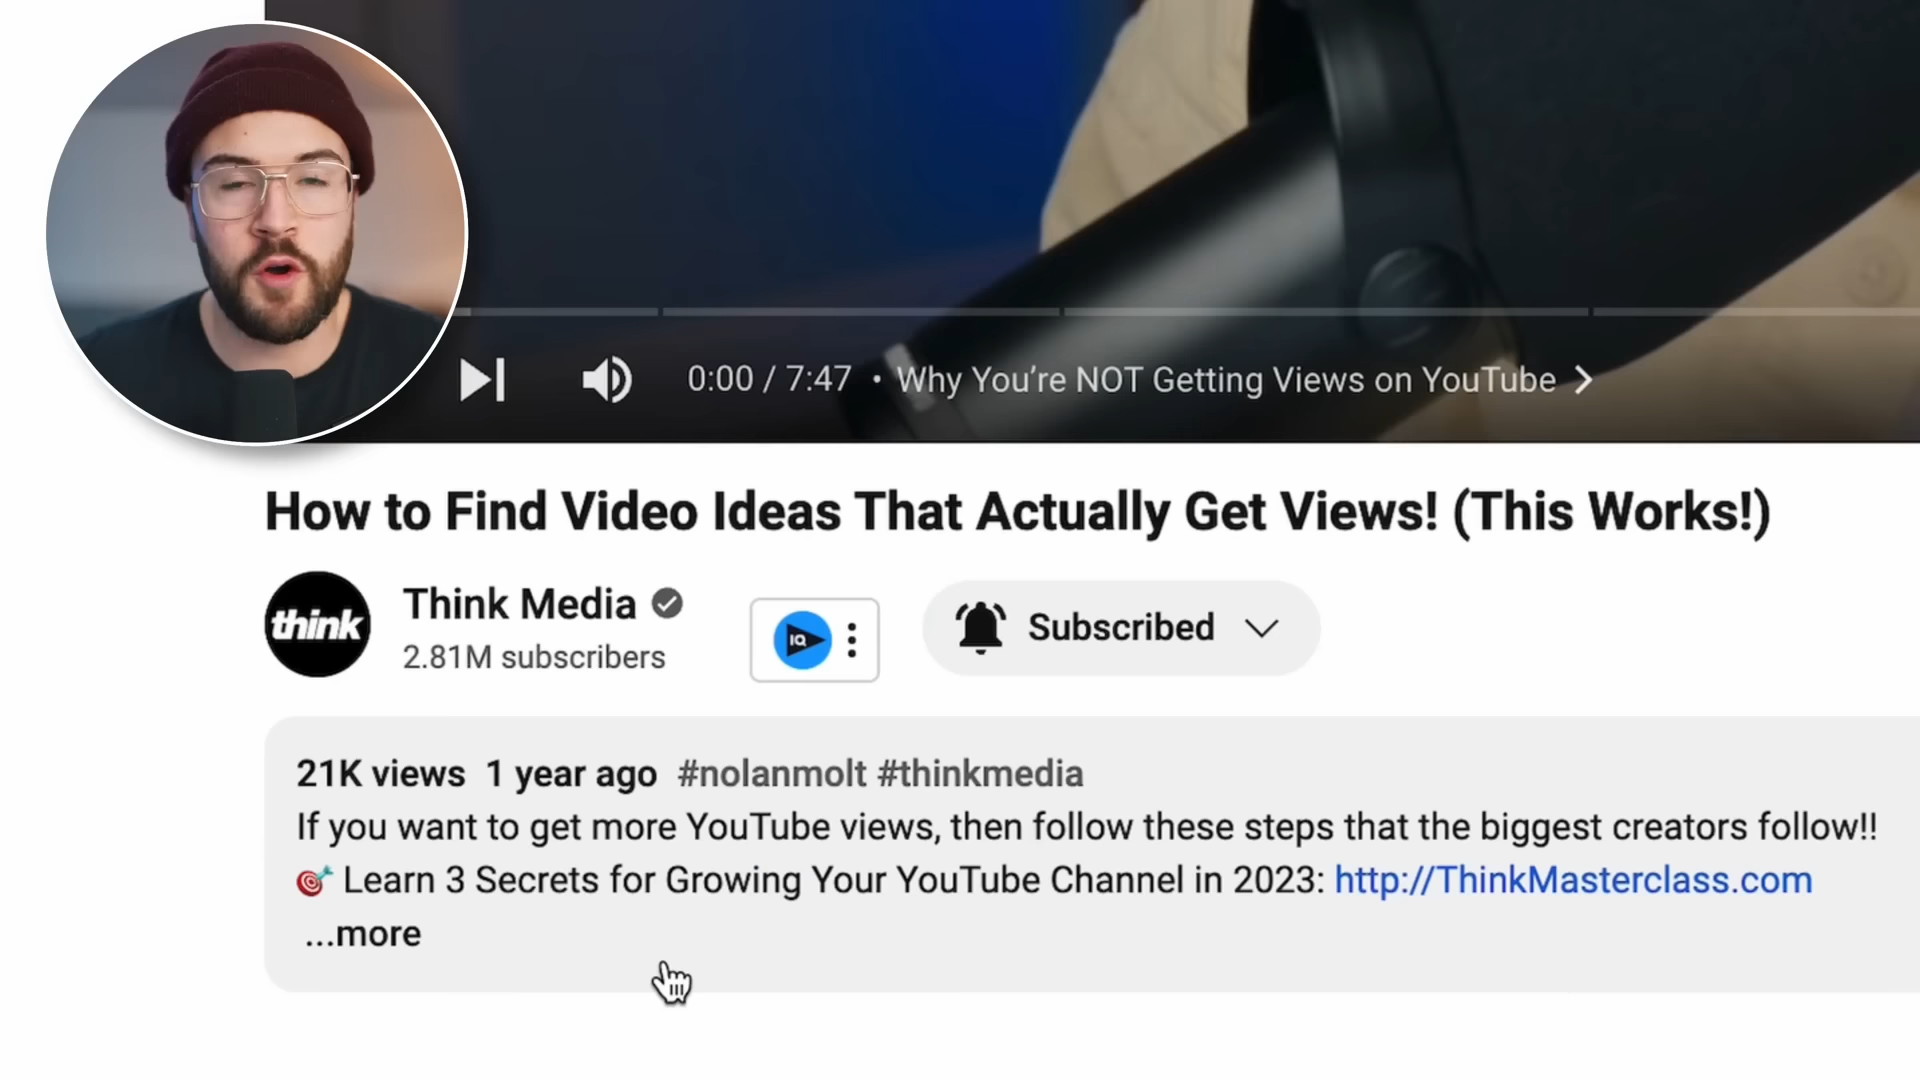 0:00 / 7:47 • Why You're NOT Getting Views on YouTube
How to Find Video Ideas That Actually Get Views! (This Works!)
think
Think Media
2.81M subscribers
IQ
Subscribed
21K views 1 year ago #nolanmolt #thinkmedia
If you want to get more YouTube views, then follow these steps that the biggest creators follow!!
🎯 Learn 3 Secrets for Growing Your YouTube Channel in 2023: http://ThinkMasterclass.com
...more